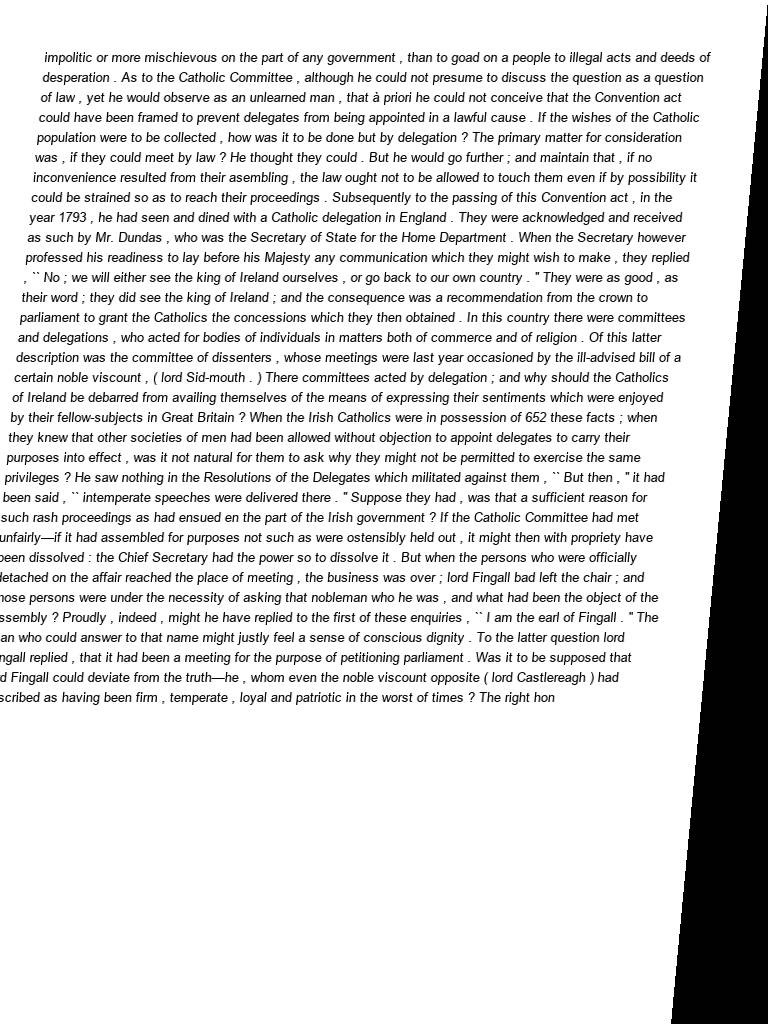 impolitic or more mischievous on the part of any government , than to goad on a people to illegal acts and deeds of
desperation . As to the Catholic Committee , although he could not presume to discuss the question as a question
of law , yet he would observe as an unlearned man , that à priori he could not conceive that the Convention act
could have been framed to prevent delegates from being appointed in a lawful cause . If the wishes of the Catholic
population were to be collected , how was it to be done but by delegation ? The primary matter for consideration
was , if they could meet by law ? He thought they could . But he would go further ; and maintain that , if no
inconvenience resulted from their asembling , the law ought not to be allowed to touch them even if by possibility it
could be strained so as to reach their proceedings . Subsequently to the passing of this Convention act , in the
year 1793 , he had seen and dined with a Catholic delegation in England . They were acknowledged and received
as such by Mr. Dundas , who was the Secretary of State for the Home Department . When the Secretary however
professed his readiness to lay before his Majesty any communication which they might wish to make , they replied
, `` No ; we will either see the king of Ireland ourselves , or go back to our own country . " They were as good , as
their word ; they did see the king of Ireland ; and the consequence was a recommendation from the crown to
parliament to grant the Catholics the concessions which they then obtained . In this country there were committees
and delegations , who acted for bodies of individuals in matters both of commerce and of religion . Of this latter
description was the committee of dissenters , whose meetings were last year occasioned by the ill-advised bill of a
certain noble viscount , ( lord Sid-mouth . ) There committees acted by delegation ; and why should the Catholics
of Ireland be debarred from availing themselves of the means of expressing their sentiments which were enjoyed
by their fellow-subjects in Great Britain ? When the Irish Catholics were in possession of 652 these facts ; when
they knew that other societies of men had been allowed without objection to appoint delegates to carry their
purposes into effect , was it not natural for them to ask why they might not be permitted to exercise the same
privileges ? He saw nothing in the Resolutions of the Delegates which militated against them , `` But then , " it had
been said , `` intemperate speeches were delivered there . " Suppose they had , was that a sufficient reason for
such rash proceedings as had ensued en the part of the Irish government ? If the Catholic Committee had met
unfairly—if it had assembled for purposes not such as were ostensibly held out , it might then with propriety have
been dissolved : the Chief Secretary had the power so to dissolve it . But when the persons who were officially
detached on the affair reached the place of meeting , the business was over ; lord Fingall bad left the chair ; and
hose persons were under the necessity of asking that nobleman who he was , and what had been the object of the
ssembly ? Proudly , indeed , might he have replied to the first of these enquiries , `` I am the earl of Fingall . " The
an who could answer to that name might justly feel a sense of conscious dignity . To the latter question lord
ngall replied , that it had been a meeting for the purpose of petitioning parliament . Was it to be supposed that
d Fingall could deviate from the truth—he , whom even the noble viscount opposite ( lord Castlereagh ) had
scribed as having been firm , temperate , loyal and patriotic in the worst of times ? The right hon